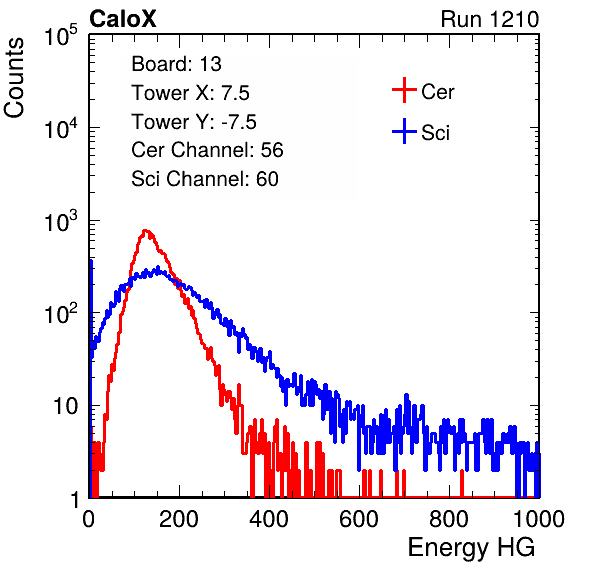 CaloX Run 1210
Counts
Board: 13
Tower X: 7.5
Tower Y: -7.5
Cer Channel: 56
Sci Channel: 60
Cer
Sci
10^5
10^4
10^3
10^2
10
1
0 200 400 600 800 1000
Energy HG